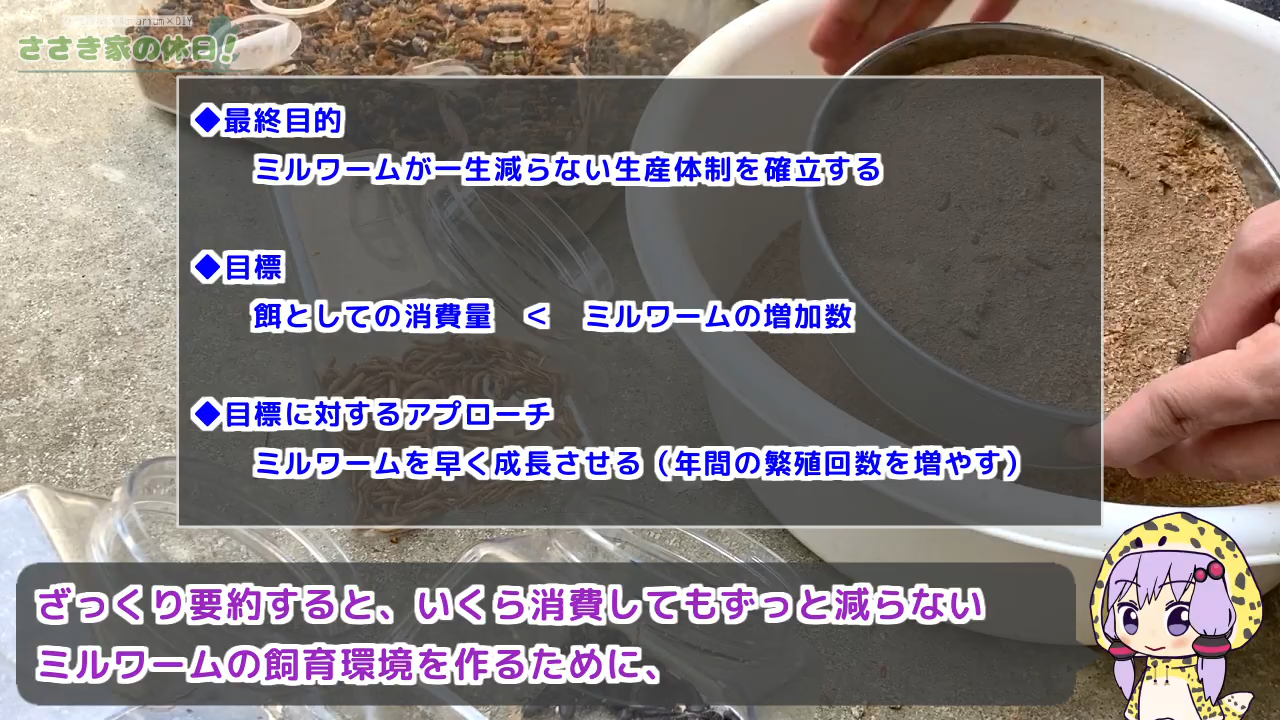 ささき家の休日!
◆最終目的
ミルワームが一生減らない生産体制を確立する
◆目標
餌としての消費量 < ミルワームの増加数
◆目標に対するアプローチ
ミルワームを早く成長させる（年間の繁殖回数を増やす）
ざっくり要約すると、いくら消費してもずっと減らない
ミルワームの飼育環境を作るために、